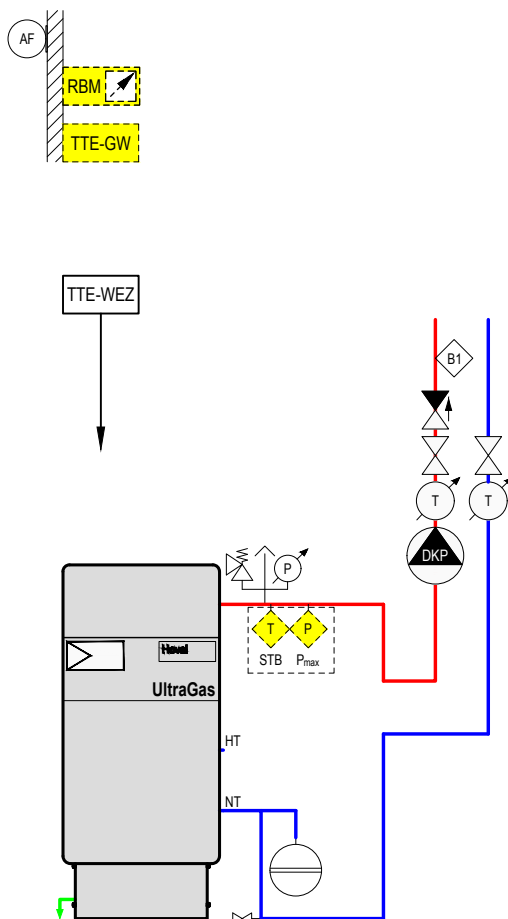 AF
RBM
TTE-GW
TTE-WEZ
B1
T T
DKP
P
T P
STB Pmax
Hoval
UltraGas
HT
NT